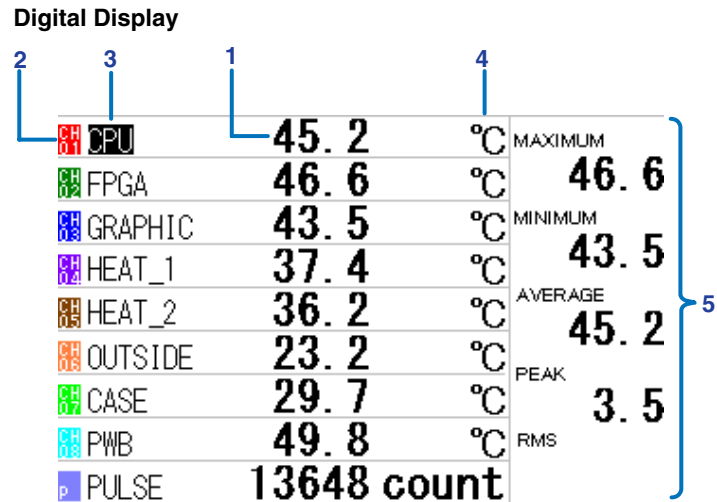 Digital Display
2 3 1 4
CH 01 CPU 45. 2 ℃ MAXIMUM
46. 6
CH 02 FPGA 46. 6 ℃
CH 03 GRAPHIC 43. 5 ℃ MINIMUM
43. 5
CH 04 HEAT_1 37. 4 ℃
AVERAGE 5
CH 05 HEAT_2 36. 2 ℃
45. 2
CH 06 OUTSIDE 23. 2 ℃
PEAK
3. 5
CH 07 CASE 29. 7 ℃
CH 08 PWB 49. 8 ℃ RMS
P PULSE 13648 count